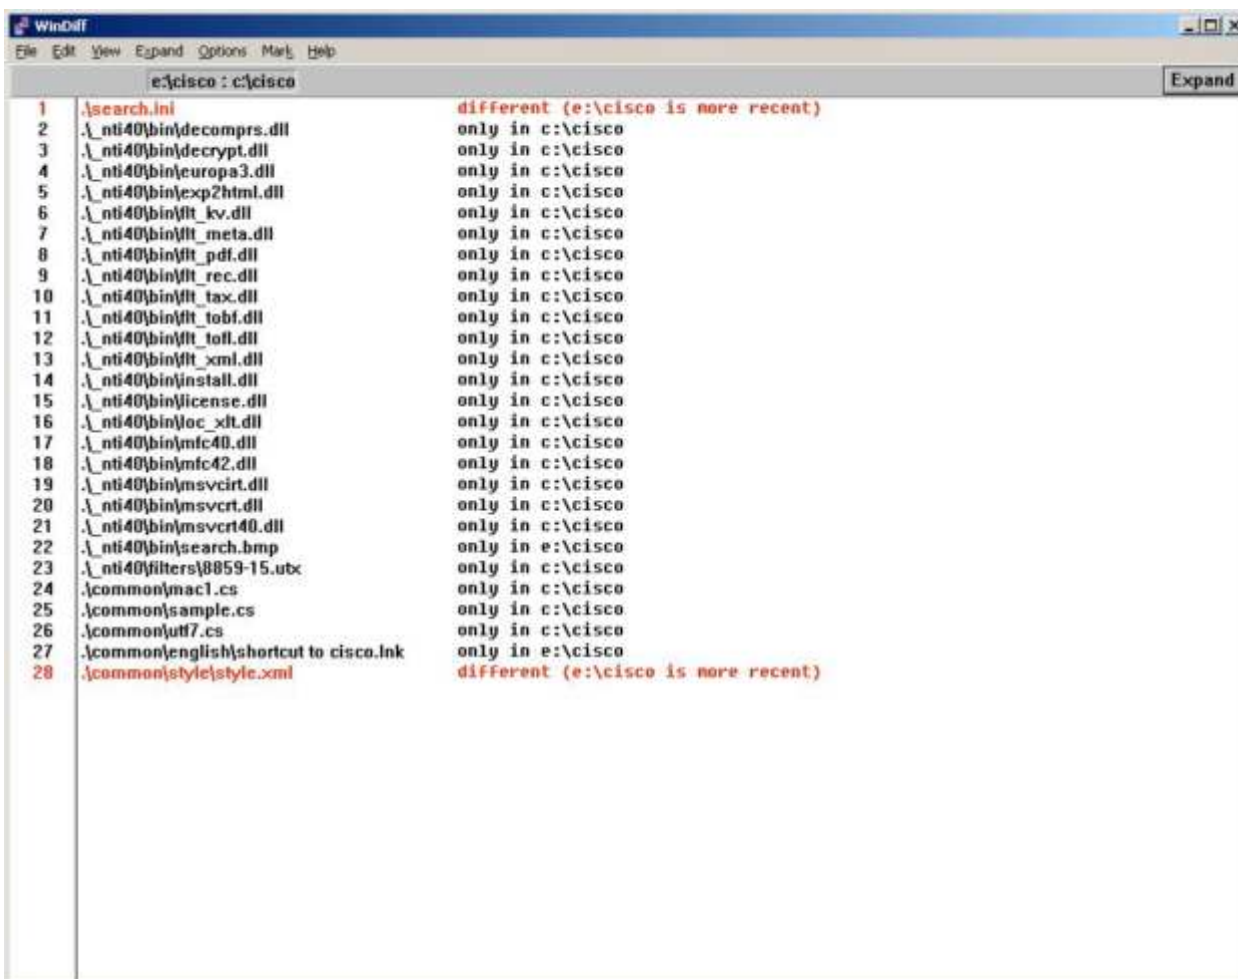 WinDiff
File Edit View Expand Options Mark Help
e:\cisco : c:\cisco Expand
1 .\search.ini different (e:\cisco is more recent)
2 .\_nti40\bin\decomprs.dll only in c:\cisco
3 .\_nti40\bin\decrypt.dll only in c:\cisco
4 .\_nti40\bin\europa3.dll only in c:\cisco
5 .\_nti40\bin\exp2html.dll only in c:\cisco
6 .\_nti40\bin\flt_kv.dll only in c:\cisco
7 .\_nti40\bin\flt_meta.dll only in c:\cisco
8 .\_nti40\bin\flt_pdf.dll only in c:\cisco
9 .\_nti40\bin\flt_rec.dll only in c:\cisco
10 .\_nti40\bin\flt_tax.dll only in c:\cisco
11 .\_nti40\bin\flt_tobf.dll only in c:\cisco
12 .\_nti40\bin\flt_tofl.dll only in c:\cisco
13 .\_nti40\bin\flt_xml.dll only in c:\cisco
14 .\_nti40\bin\install.dll only in c:\cisco
15 .\_nti40\bin\license.dll only in c:\cisco
16 .\_nti40\bin\loc_xlt.dll only in c:\cisco
17 .\_nti40\bin\mfc40.dll only in c:\cisco
18 .\_nti40\bin\mfc42.dll only in c:\cisco
19 .\_nti40\bin\msvcirt.dll only in c:\cisco
20 .\_nti40\bin\msvcrt.dll only in c:\cisco
21 .\_nti40\bin\msvcrt40.dll only in c:\cisco
22 .\_nti40\bin\search.bmp only in e:\cisco
23 .\_nti40\filters\8859-15.utx only in c:\cisco
24 .\common\mac1.cs only in c:\cisco
25 .\common\sample.cs only in c:\cisco
26 .\common\utf7.cs only in c:\cisco
27 .\common\english\shortcut to cisco.lnk only in e:\cisco
28 .\common\style\style.xml different (e:\cisco is more recent)